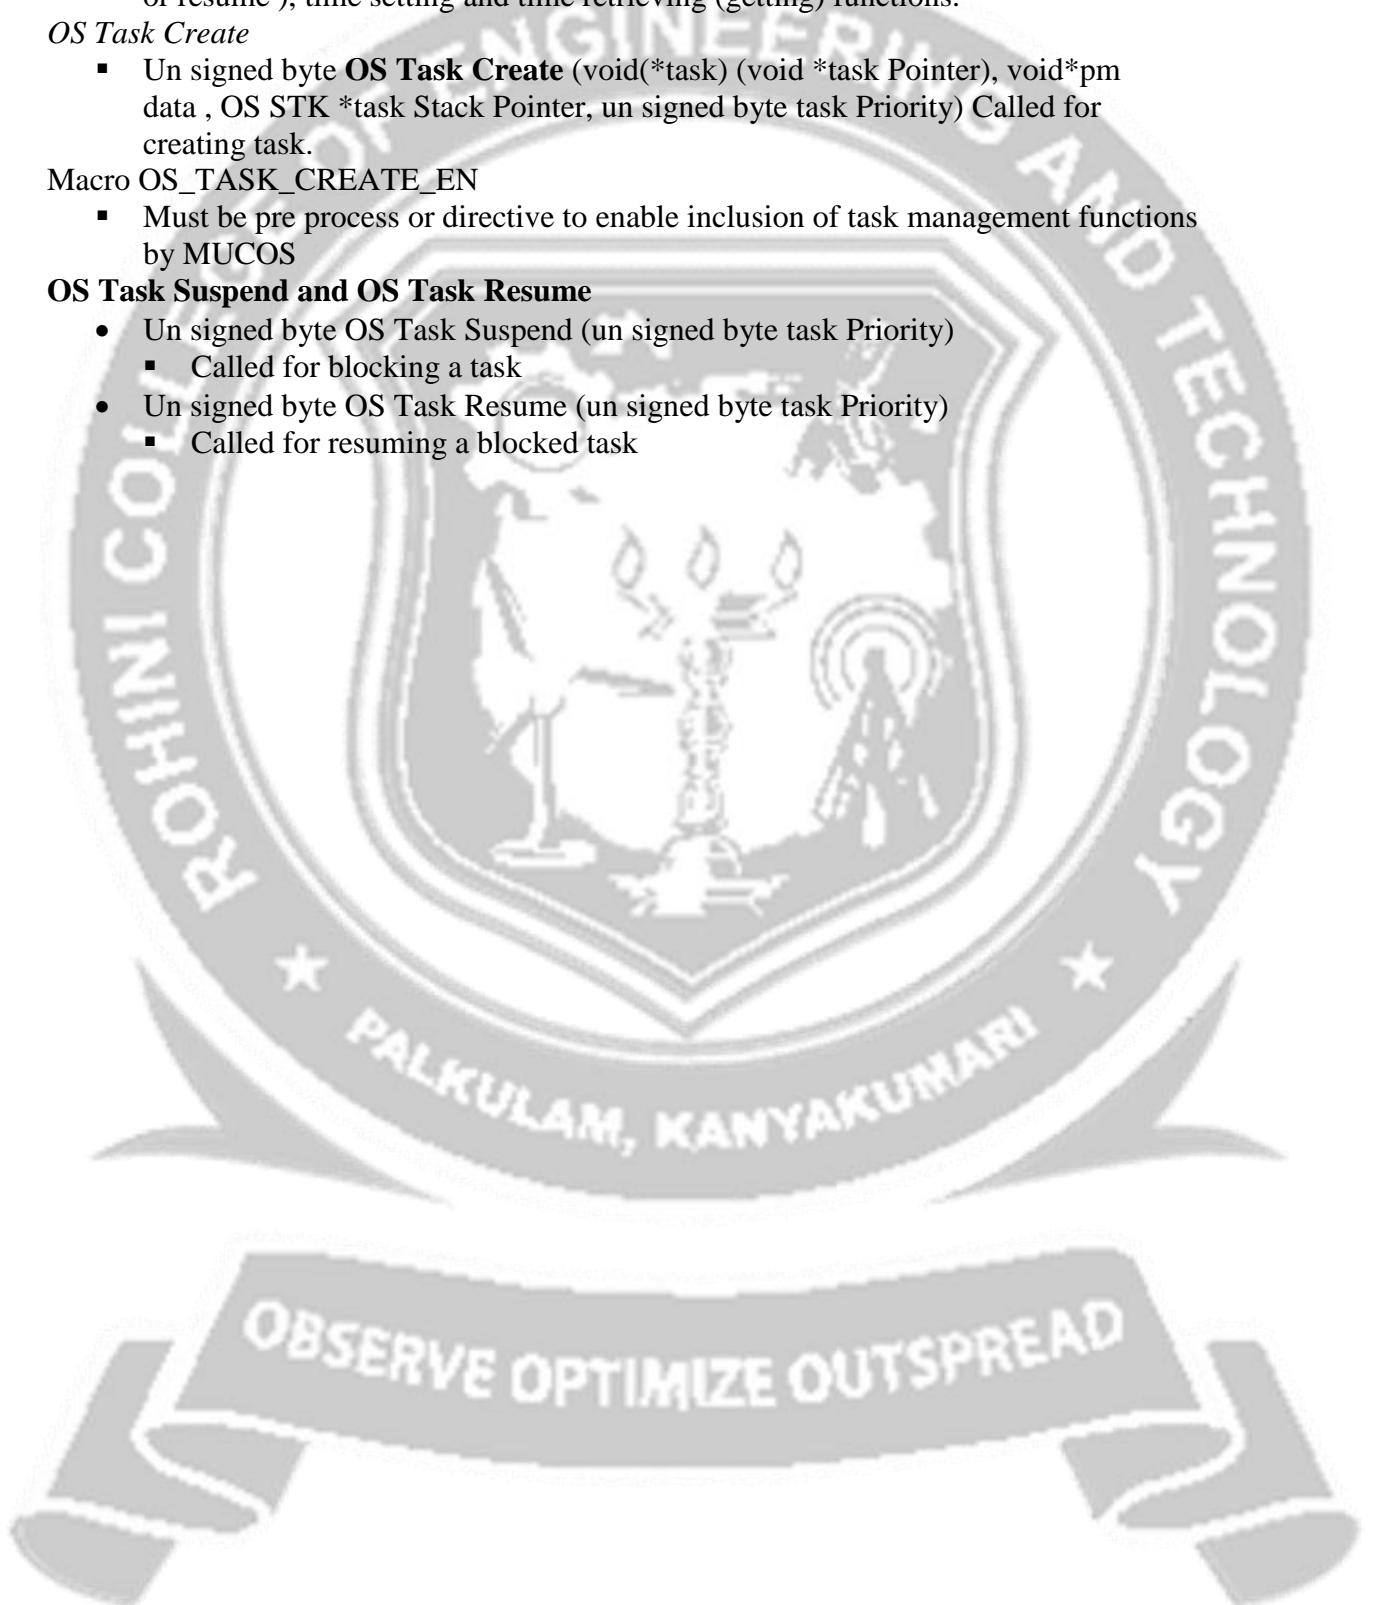 or resume ), time setting and time retrieving (getting) functions.
OS Task Create
▪ Un signed byte OS Task Create (void(*task) (void *task Pointer), void*pm
data , OS STK *task Stack Pointer, un signed byte task Priority) Called for
creating task.
Macro OS_TASK_CREATE_EN
▪ Must be pre process or directive to enable inclusion of task management functions
by MUCOS
OS Task Suspend and OS Task Resume
• Un signed byte OS Task Suspend (un signed byte task Priority)
▪ Called for blocking a task
• Un signed byte OS Task Resume (un signed byte task Priority)
▪ Called for resuming a blocked task
ROHINI COLLEGE OF ENGINEERING AND TECHNOLOGY
PALKULAM, KANYAKUMARI
OBSERVE OPTIMIZE OUTSPREAD